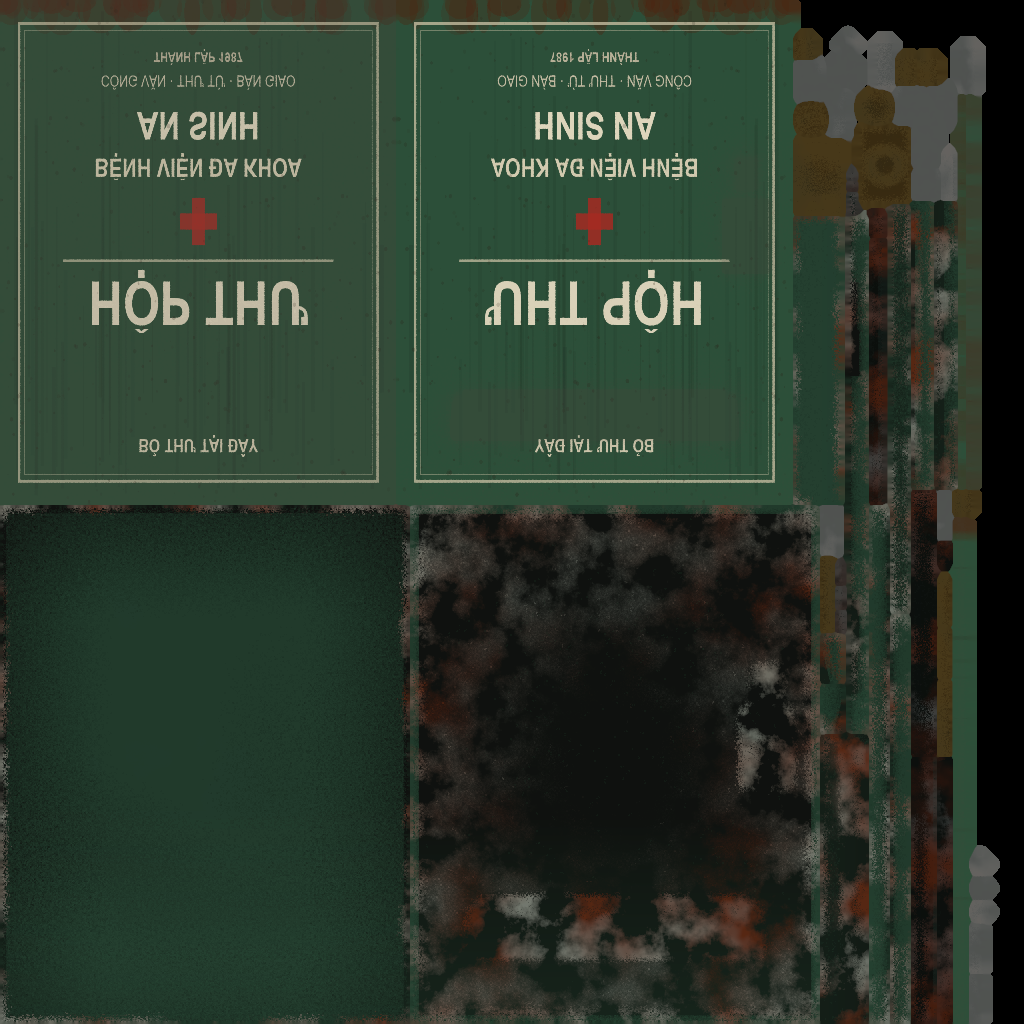 BỎ THƯ TẠI ĐÂY
HỘP THƯ
BỆNH VIỆN ĐA KHOA
AN SINH
CÔNG VĂN · THƯ TỪ · BÀN GIAO
THÀNH LẬP 1987
BỎ THƯ TẠI ĐÂY
HỘP THƯ
BỆNH VIỆN ĐA KHOA
AN SINH
CÔNG VĂN · THƯ TỪ · BÀN GIAO
THÀNH LẬP 1987